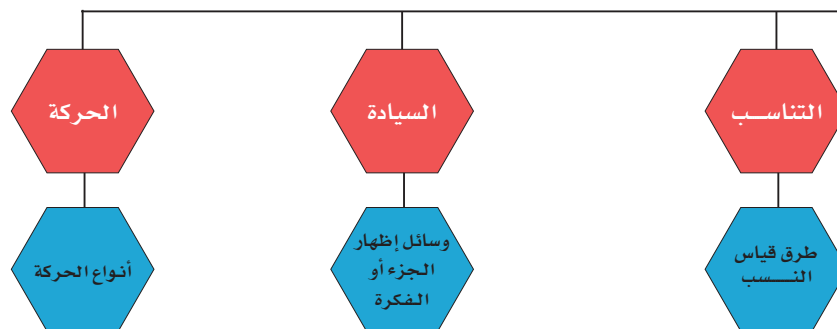 التناسب
السيادة
الحركة
طرق قياس
النسب
وسائل إظهار
الجزء أو
الفكرة
أنواع الحركة